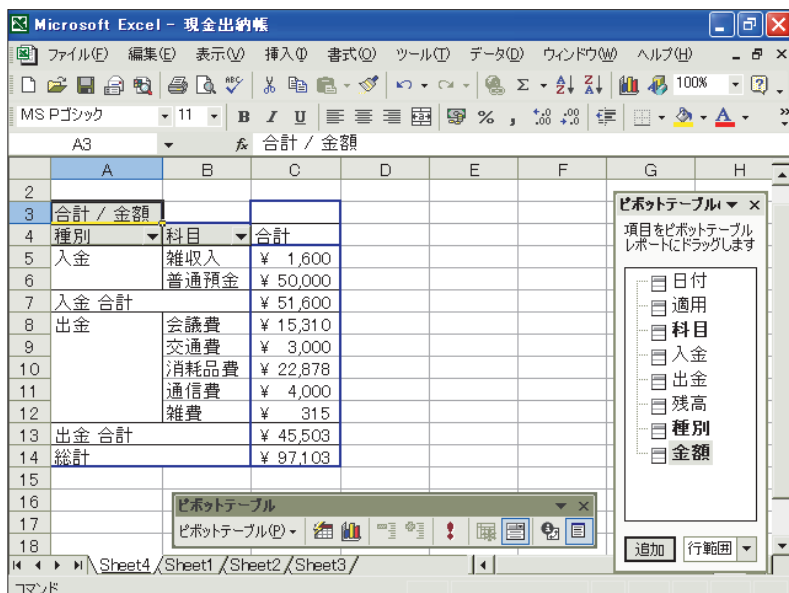 Microsoft Excel - 現金出納帳
ファイル(F) 編集(E) 表示(V) 挿入(I) 書式(O) ツール(T) データ(D) ウィンドウ(W) ヘルプ(H)
100%
MS Pゴシック 11 B I U % ,
A3 fx 合計 / 金額
A B C D E F G H
2
3 合計 / 金額
4 種別 科目 合計
5 入金 雑収入 ¥ 1,600
6 普通預金 ¥ 50,000
7 入金 合計 ¥ 51,600
8 出金 会議費 ¥ 15,310
9 交通費 ¥ 3,000
10 消耗品費 ¥ 22,878
11 通信費 ¥ 4,000
12 雑費 ¥ 315
13 出金 合計 ¥ 45,503
14 総計 ¥ 97,103
15
16
17
18
ピボットテーブル
項目をピボットテーブル
レポートにドラッグします
日付
適用
科目
入金
出金
残高
種別
金額
追加 行範囲
ピボットテーブル
ピボットテーブル(P)
Sheet4 Sheet1 Sheet2 Sheet3
コマンド